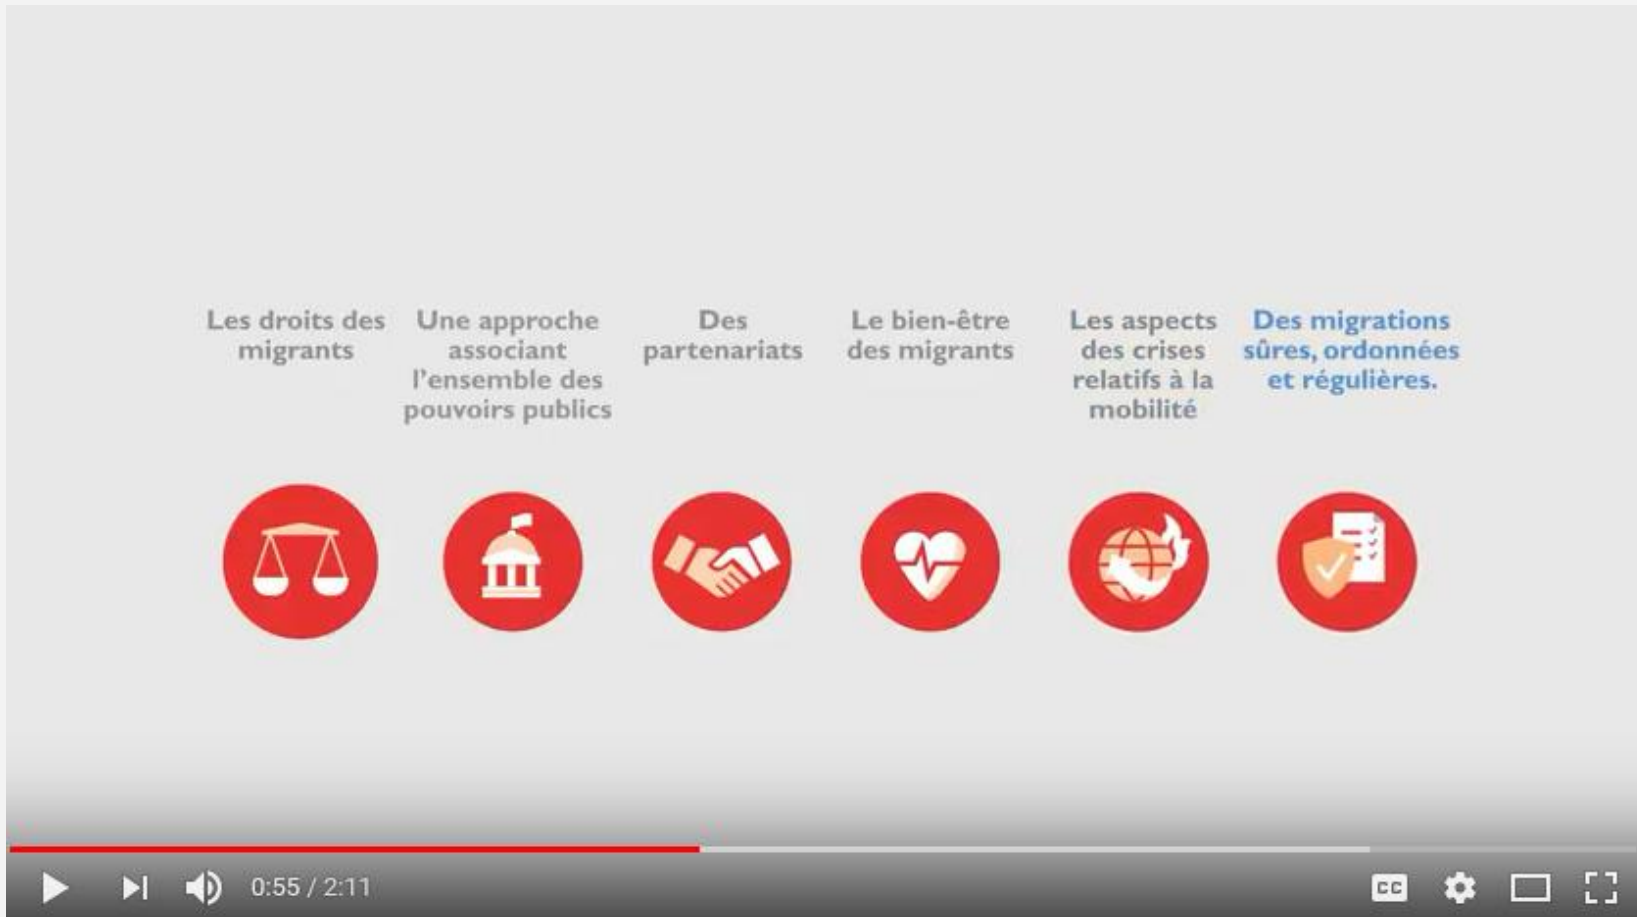 Les droits des
migrants
Une approche
associant
l'ensemble des
pouvoirs publics
Des
partenariats
Le bien-être
des migrants
Les aspects
des crises
relatifs à la
mobilité
Des migrations
sûres, ordonnées
et régulières.
0:55 / 2:11
CC